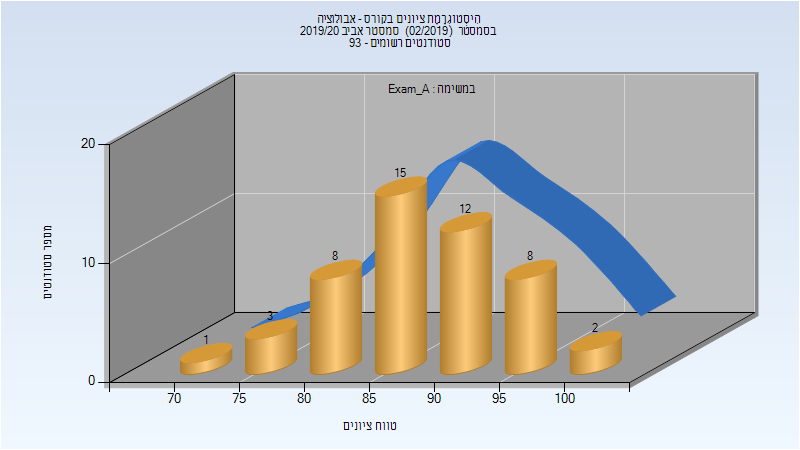 היסטוגרמת ציונים בקורס - אבולוציה
בסמסטר (02/2019) סמסטר אביב 2019/20
סטודנטים רשומים - 93
במשימה : Exam_A
20
10
0
מספר סטודנטים
1
3
8
15
12
8
2
70
75
80
85
90
95
100
טווח ציונים